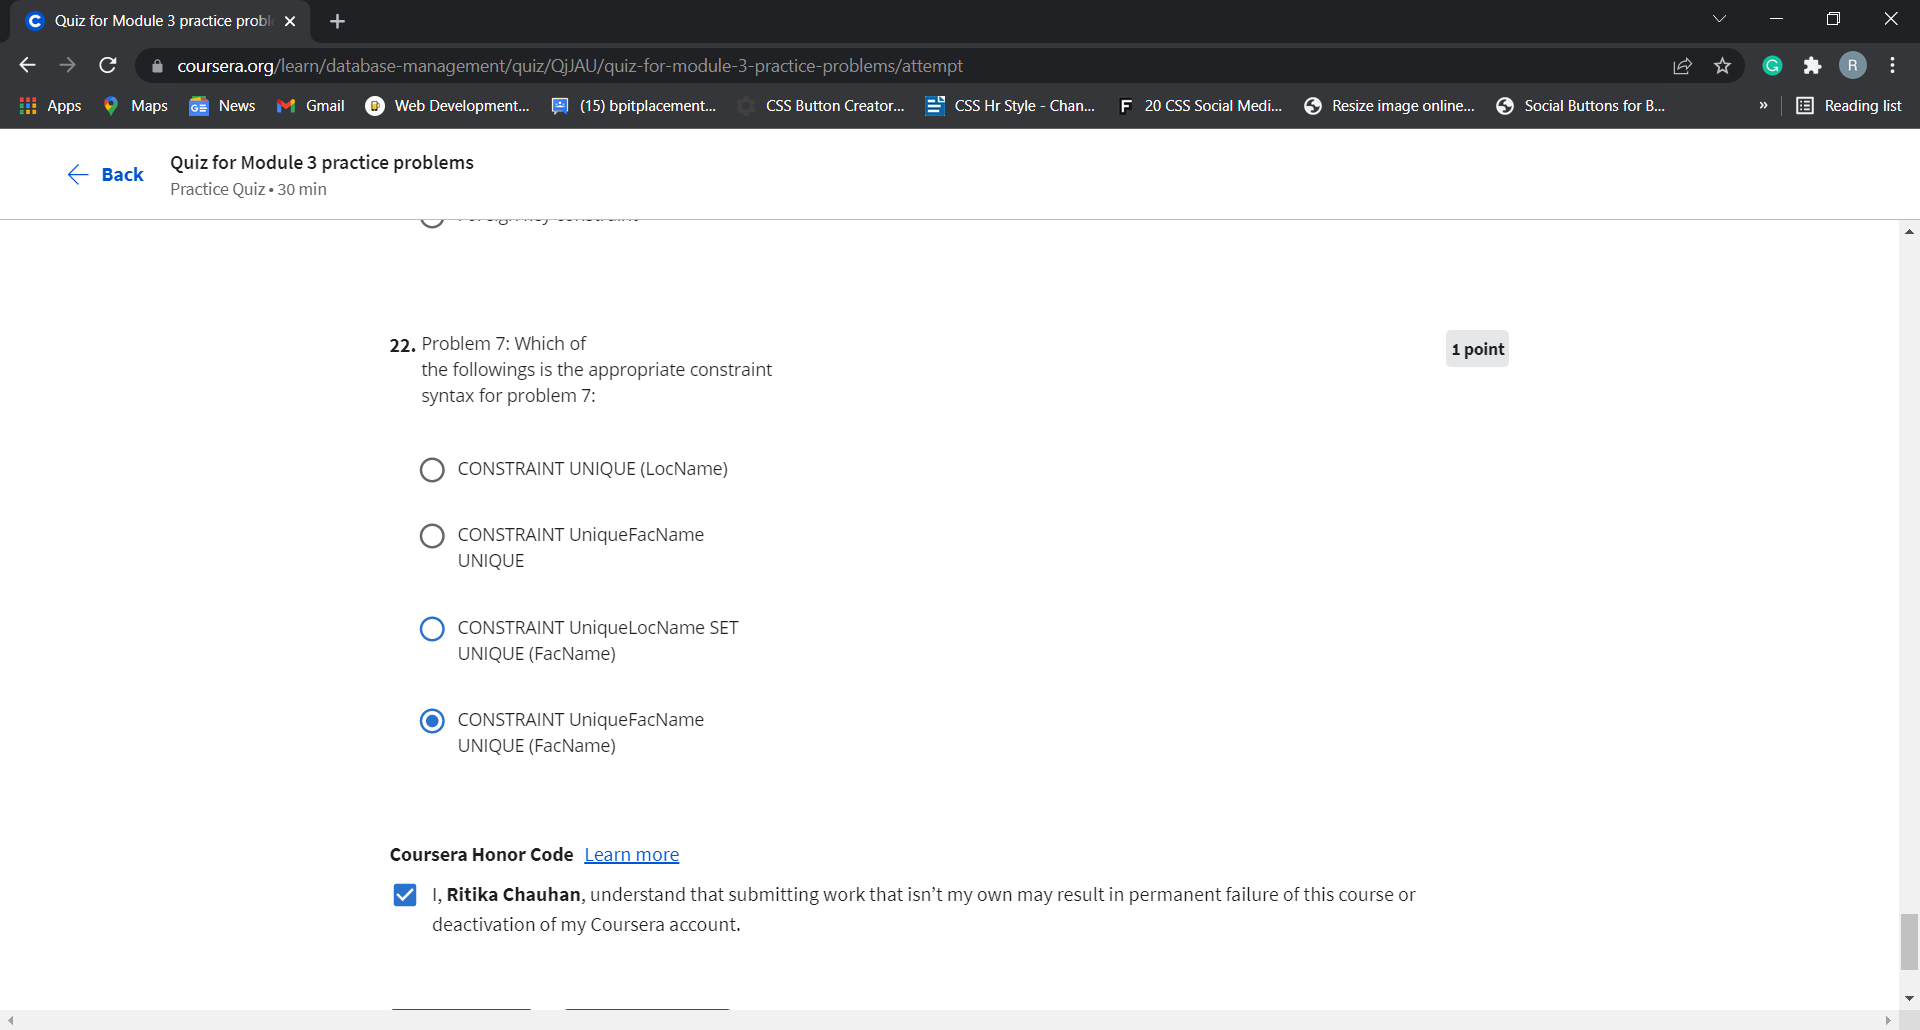 Quiz for Module 3 practice probl
coursera.org/learn/database-management/quiz/QjJAU/quiz-for-module-3-practice-problems/attempt
R
Apps
Maps
News
Gmail
Web Development...
(15) bpitplacement...
CSS Button Creator...
CSS Hr Style - Chan...
20 CSS Social Medi...
Resize image online...
Social Buttons for B...
»
Reading list
Back
Quiz for Module 3 practice problems
Practice Quiz • 30 min
Foreign key constraint
22. Problem 7: Which of
the followings is the appropriate constraint
syntax for problem 7:
1 point
CONSTRAINT UNIQUE (LocName)
CONSTRAINT UniqueFacName
UNIQUE
CONSTRAINT UniqueLocName SET
UNIQUE (FacName)
CONSTRAINT UniqueFacName
UNIQUE (FacName)
Coursera Honor Code Learn more
I, Ritika Chauhan, understand that submitting work that isn’t my own may result in permanent failure of this course or
deactivation of my Coursera account.